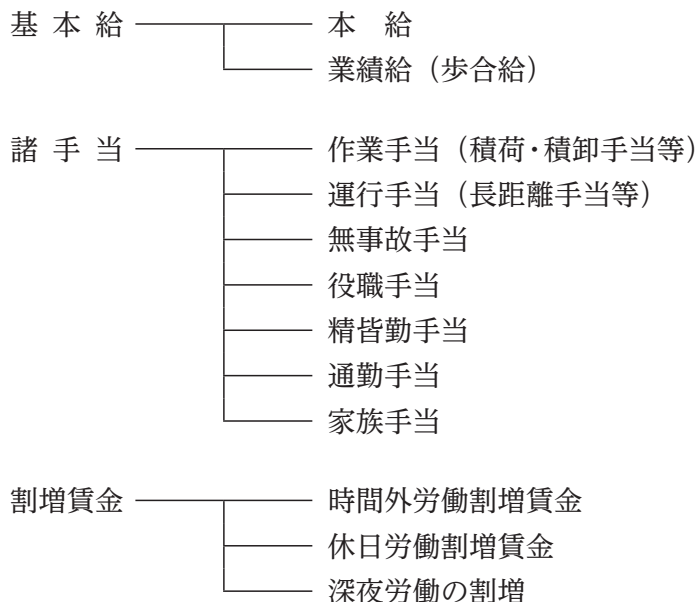 基本給 本 給
業績給（歩合給）
諸手当 作業手当（積荷・積卸手当等）
運行手当（長距離手当等）
無事故手当
役職手当
精皆勤手当
通勤手当
家族手当
割増賃金 時間外労働割増賃金
休日労働割増賃金
深夜労働の割増